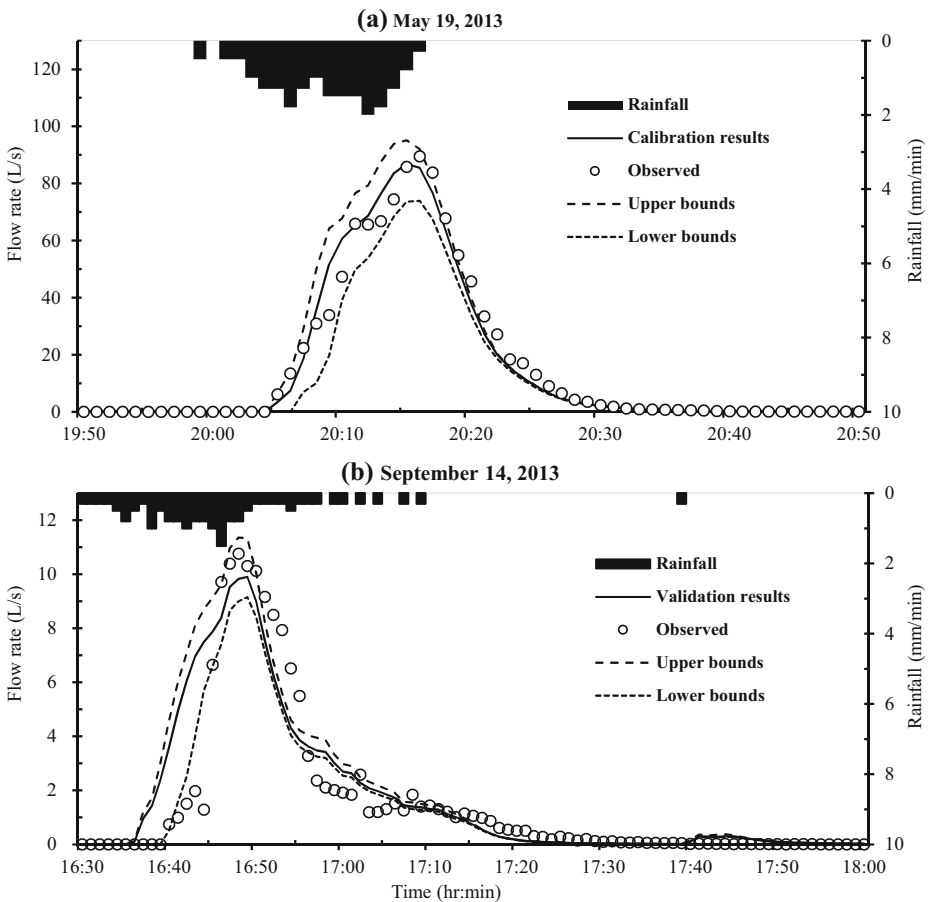 (a) May 19, 2013
120
100
80
60
40
20
0
Flow rate (L/s)
0
2
4
6
8
10
Rainfall (mm/min)
Rainfall
Calibration results
Observed
Upper bounds
Lower bounds
19:50 20:00 20:10 20:20 20:30 20:40 20:50
(b) September 14, 2013
12
10
8
6
4
2
0
Flow rate (L/s)
0
2
4
6
8
10
Rainfall (mm/min)
Rainfall
Validation results
Observed
Upper bounds
Lower bounds
16:30 16:40 16:50 17:00 17:10 17:20 17:30 17:40 17:50 18:00
Time (hr:min)